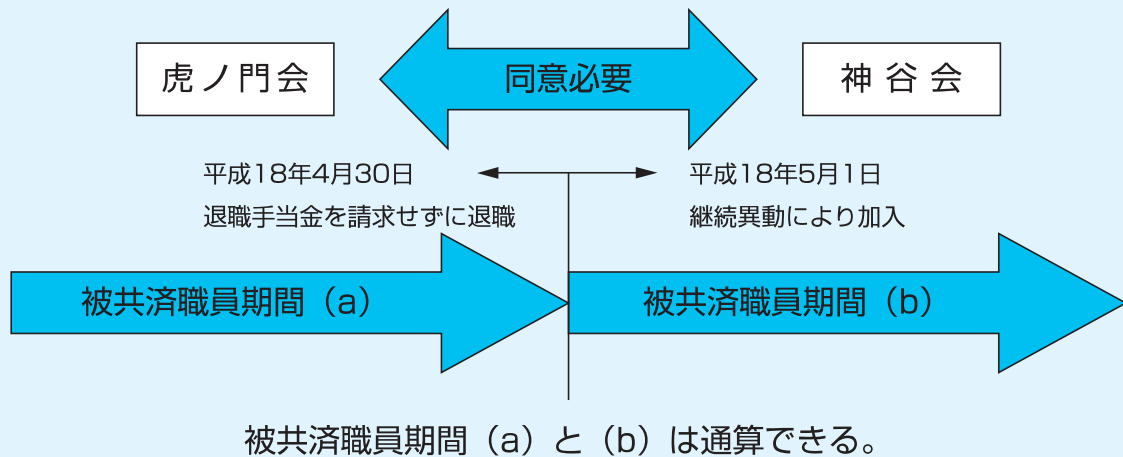 虎ノ門会
同意必要
神谷会
平成18年4月30日
退職手当金を請求せずに退職
平成18年5月1日
継続異動により加入
被共済職員期間（a）
被共済職員期間（b）
被共済職員期間（a）と（b）は通算できる。